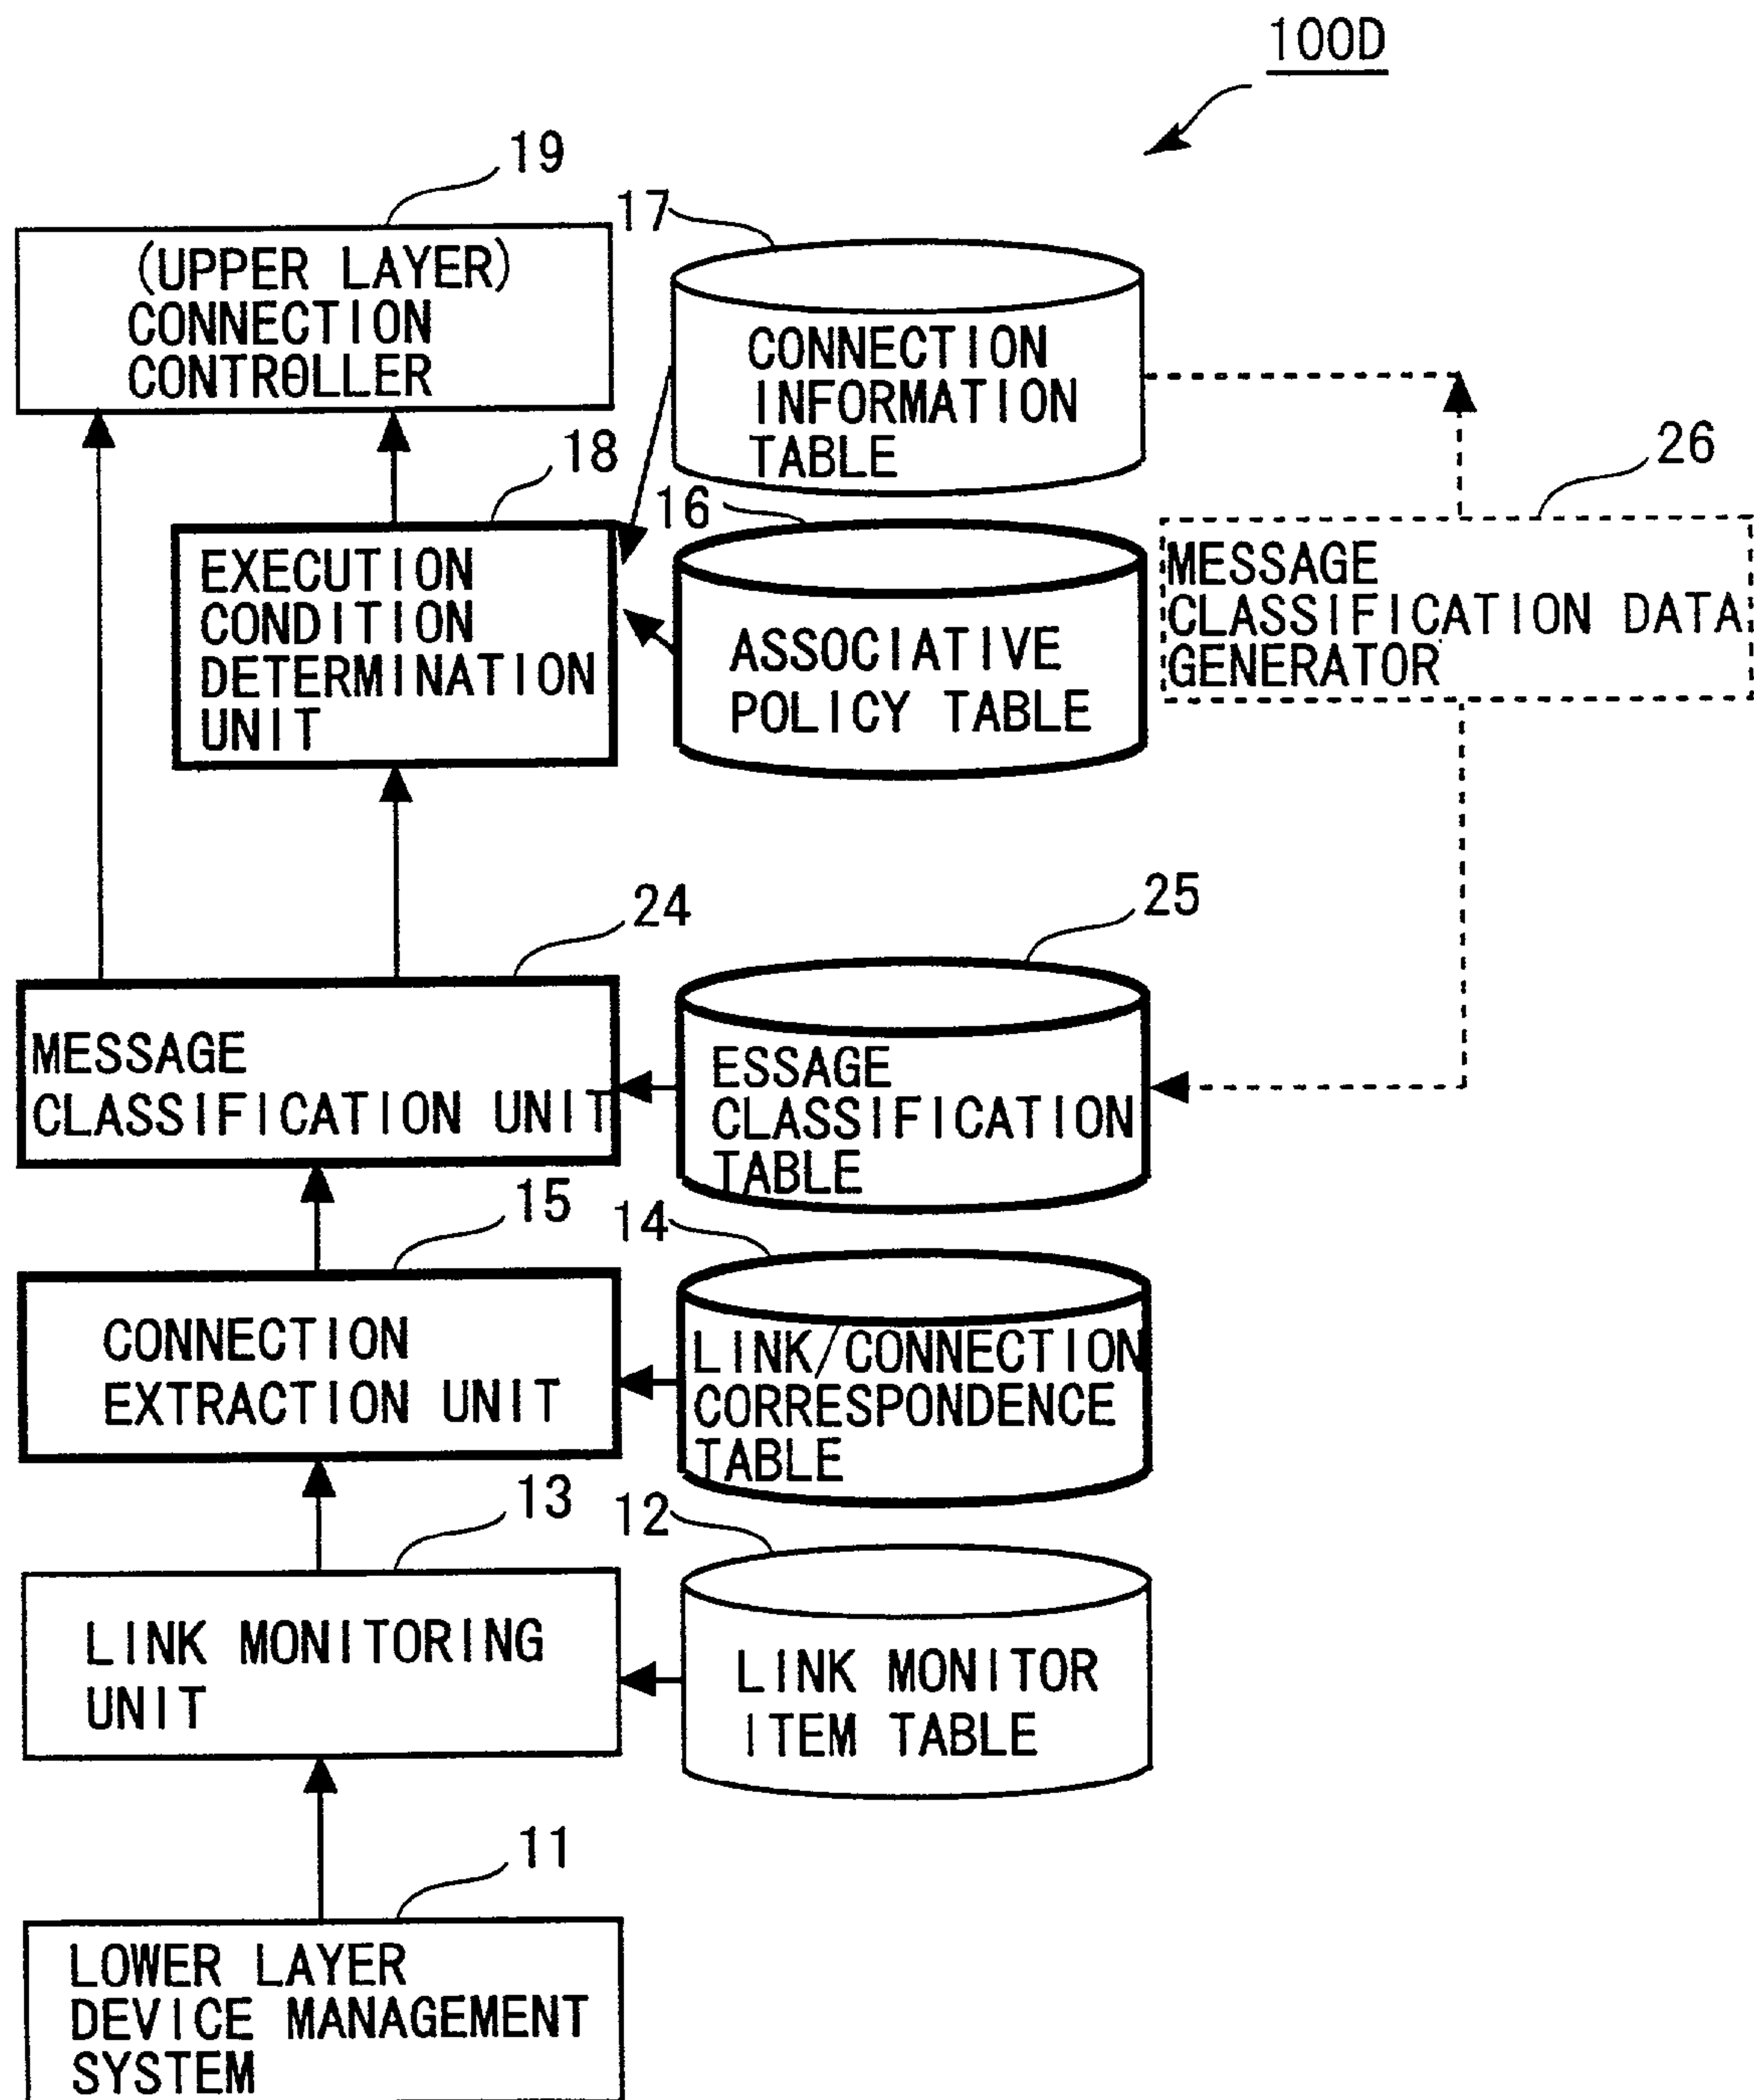 100D
19
(UPPER LAYER)
CONNECTION
CONTROLLER
17
CONNECTION
INFORMATION
TABLE
18
EXECUTION
CONDITION
DETERMINATION
UNIT
16
ASSOCIATIVE
POLICY TABLE
26
MESSAGE
CLASSIFICATION DATA
GENERATOR
24
MESSAGE
CLASSIFICATION UNIT
25
ESSAGE
CLASSIFICATION
TABLE
15
CONNECTION
EXTRACTION UNIT
14
LINK/CONNECTION
CORRESPONDENCE
TABLE
13
LINK MONITORING
UNIT
12
LINK MONITOR
ITEM TABLE
11
LOWER LAYER
DEVICE MANAGEMENT
SYSTEM